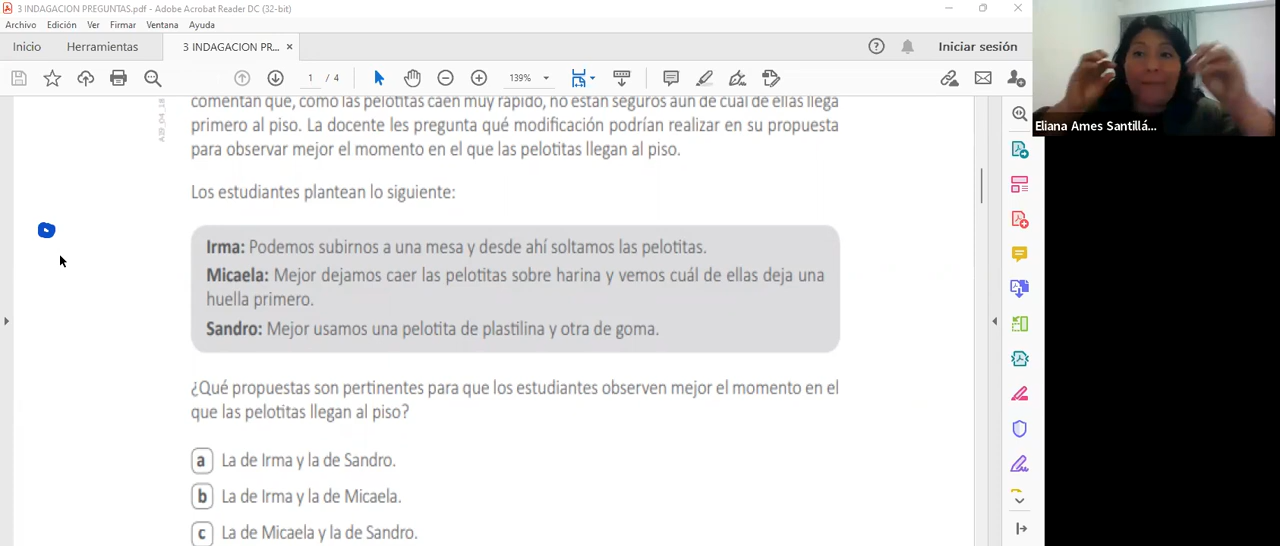 3 INDAGACION PREGUNTAS.pdf - Adobe Acrobat Reader DC (32-bit)
Archivo Edición Ver Firmar Ventana Ayuda
Inicio Herramientas 3 INDAGACION PR... × Iniciar sesión
1 / 4 139%
comentan que, como las pelotitas caen muy rápido, no están seguros aún de cuál de ellas llega
primero al piso. La docente les pregunta qué modificación podrían realizar en su propuesta
para observar mejor el momento en el que las pelotitas llegan al piso.
Los estudiantes plantean lo siguiente:
Irma: Podemos subirnos a una mesa y desde ahí soltamos las pelotitas.
Micaela: Mejor dejamos caer las pelotitas sobre harina y vemos cuál de ellas deja una
huella primero.
Sandro: Mejor usamos una pelotita de plastilina y otra de goma.
¿Qué propuestas son pertinentes para que los estudiantes observen mejor el momento en el
que las pelotitas llegan al piso?
a La de Irma y la de Sandro.
b La de Irma y la de Micaela.
c La de Micaela y la de Sandro.
Eliana Ames Santillá...